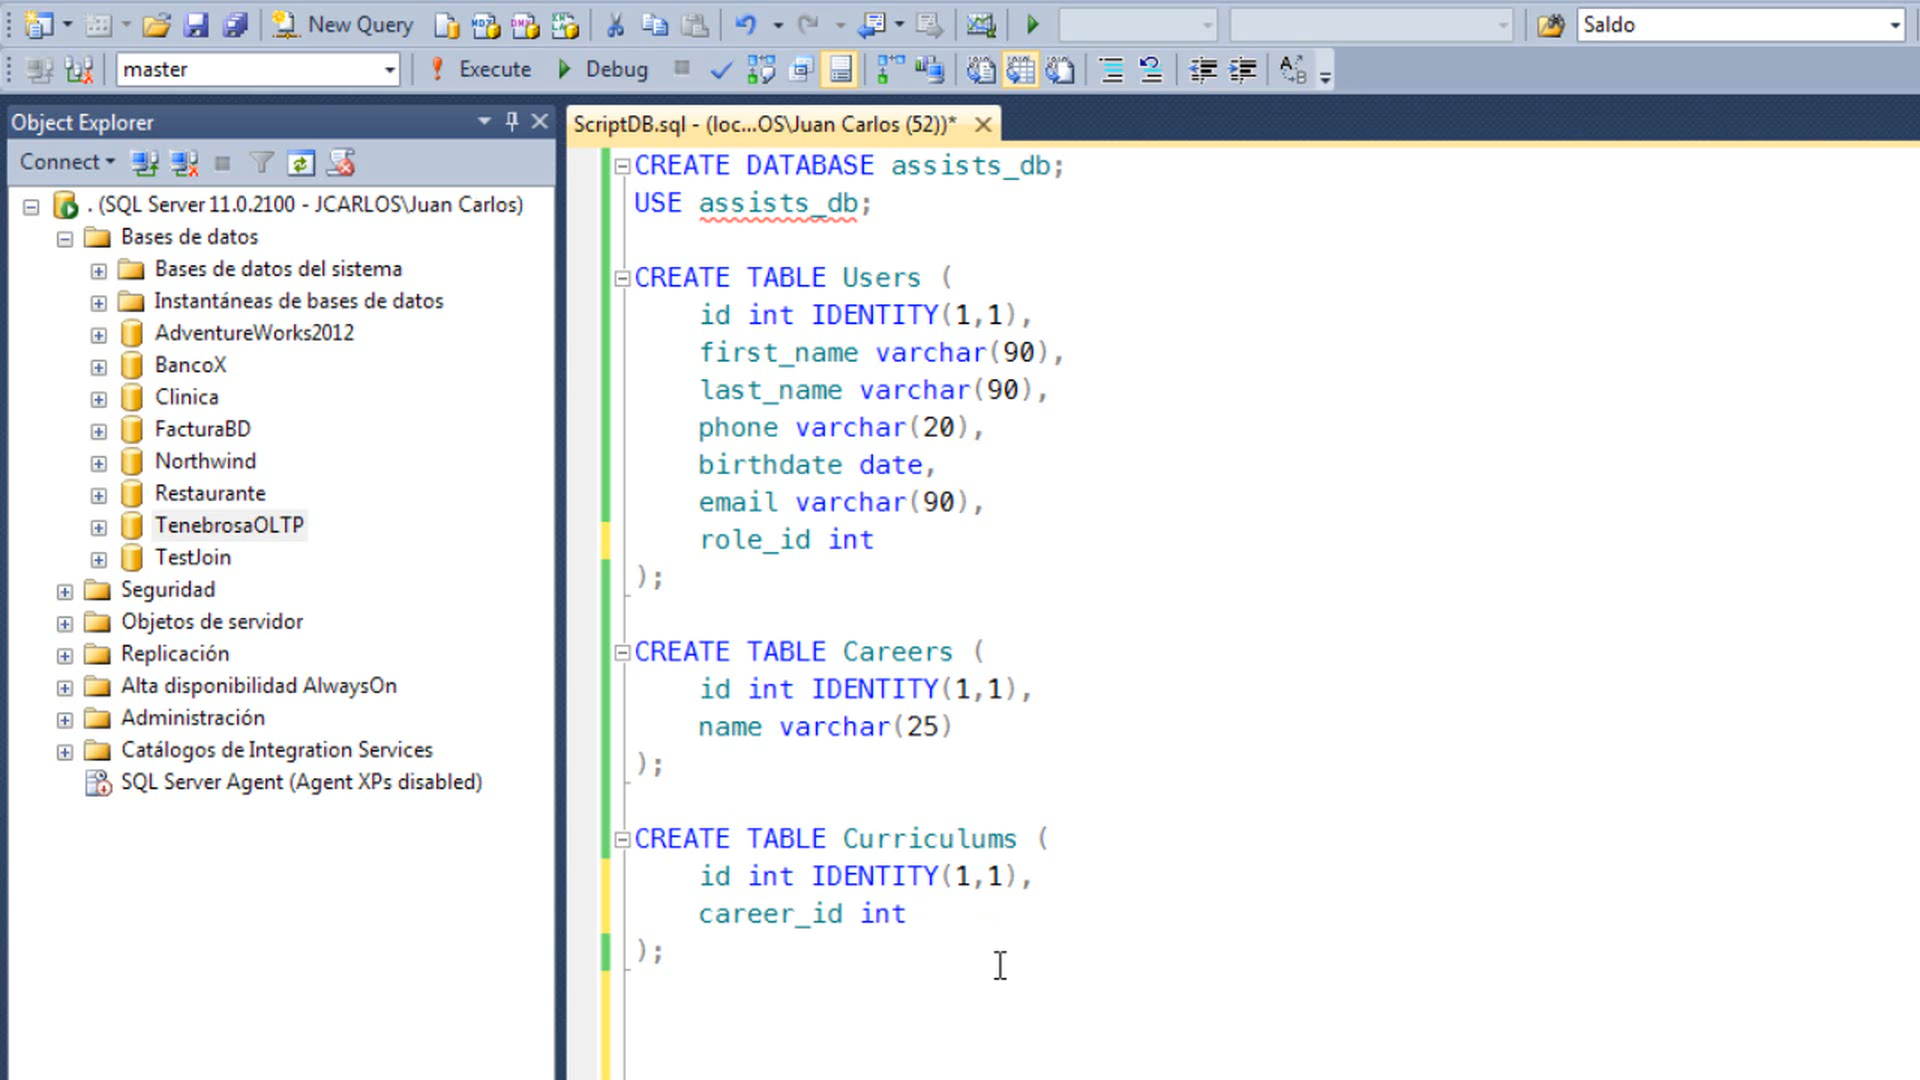 New Query
Saldo
master
Execute
Debug
Object Explorer
Connect
. (SQL Server 11.0.2100 - JCARLOS\Juan Carlos)
Bases de datos
Bases de datos del sistema
Instantáneas de bases de datos
AdventureWorks2012
BancoX
Clinica
FacturaBD
Northwind
Restaurante
TenebrosaOLTP
TestJoin
Seguridad
Objetos de servidor
Replicación
Alta disponibilidad AlwaysOn
Administración
Catálogos de Integration Services
SQL Server Agent (Agent XPs disabled)
ScriptDB.sql - (loc...OS\Juan Carlos (52))*
CREATE DATABASE assists_db;
USE assists_db;
CREATE TABLE Users (
id int IDENTITY(1,1),
first_name varchar(90),
last_name varchar(90),
phone varchar(20),
birthdate date,
email varchar(90),
role_id int
);
CREATE TABLE Careers (
id int IDENTITY(1,1),
name varchar(25)
);
CREATE TABLE Curriculums (
id int IDENTITY(1,1),
career_id int
);